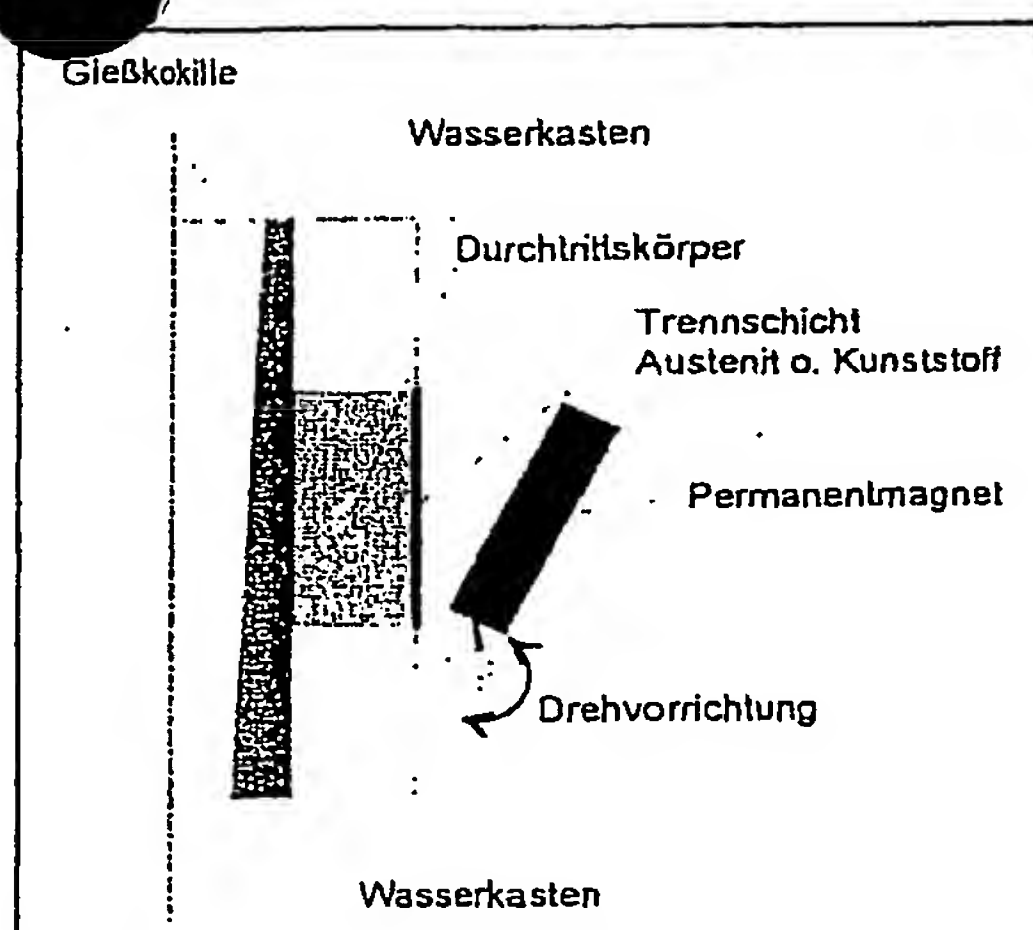 Gießkokille
Wasserkasten
Durchtrittskörper
Trennschicht
Austenit o. Kunststoff
Permanentmagnet
Drehvorrichtung
Wasserkasten